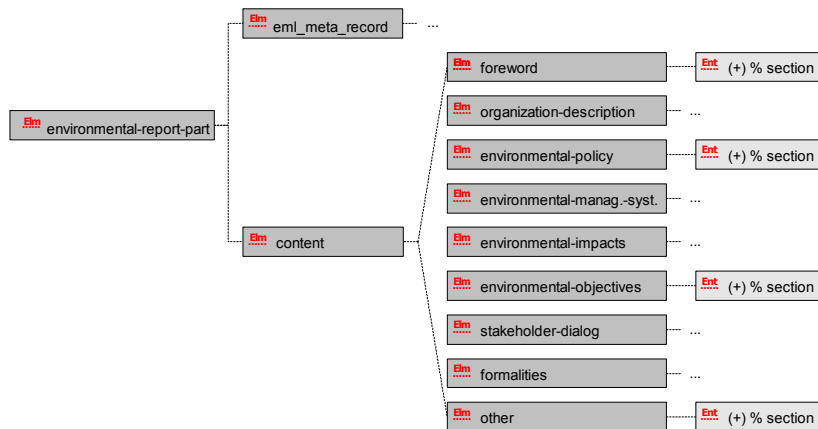 Elm eml_meta_record ...
Elm foreword Ent (+) % section
Elm organization-description ...
Elm environmental-report-part
Elm environmental-policy Ent (+) % section
Elm environmental-manag.-syst. ...
Elm content
Elm environmental-impacts ...
Elm environmental-objectives Ent (+) % section
Elm stakeholder-dialog ...
Elm formalities ...
Elm other Ent (+) % section